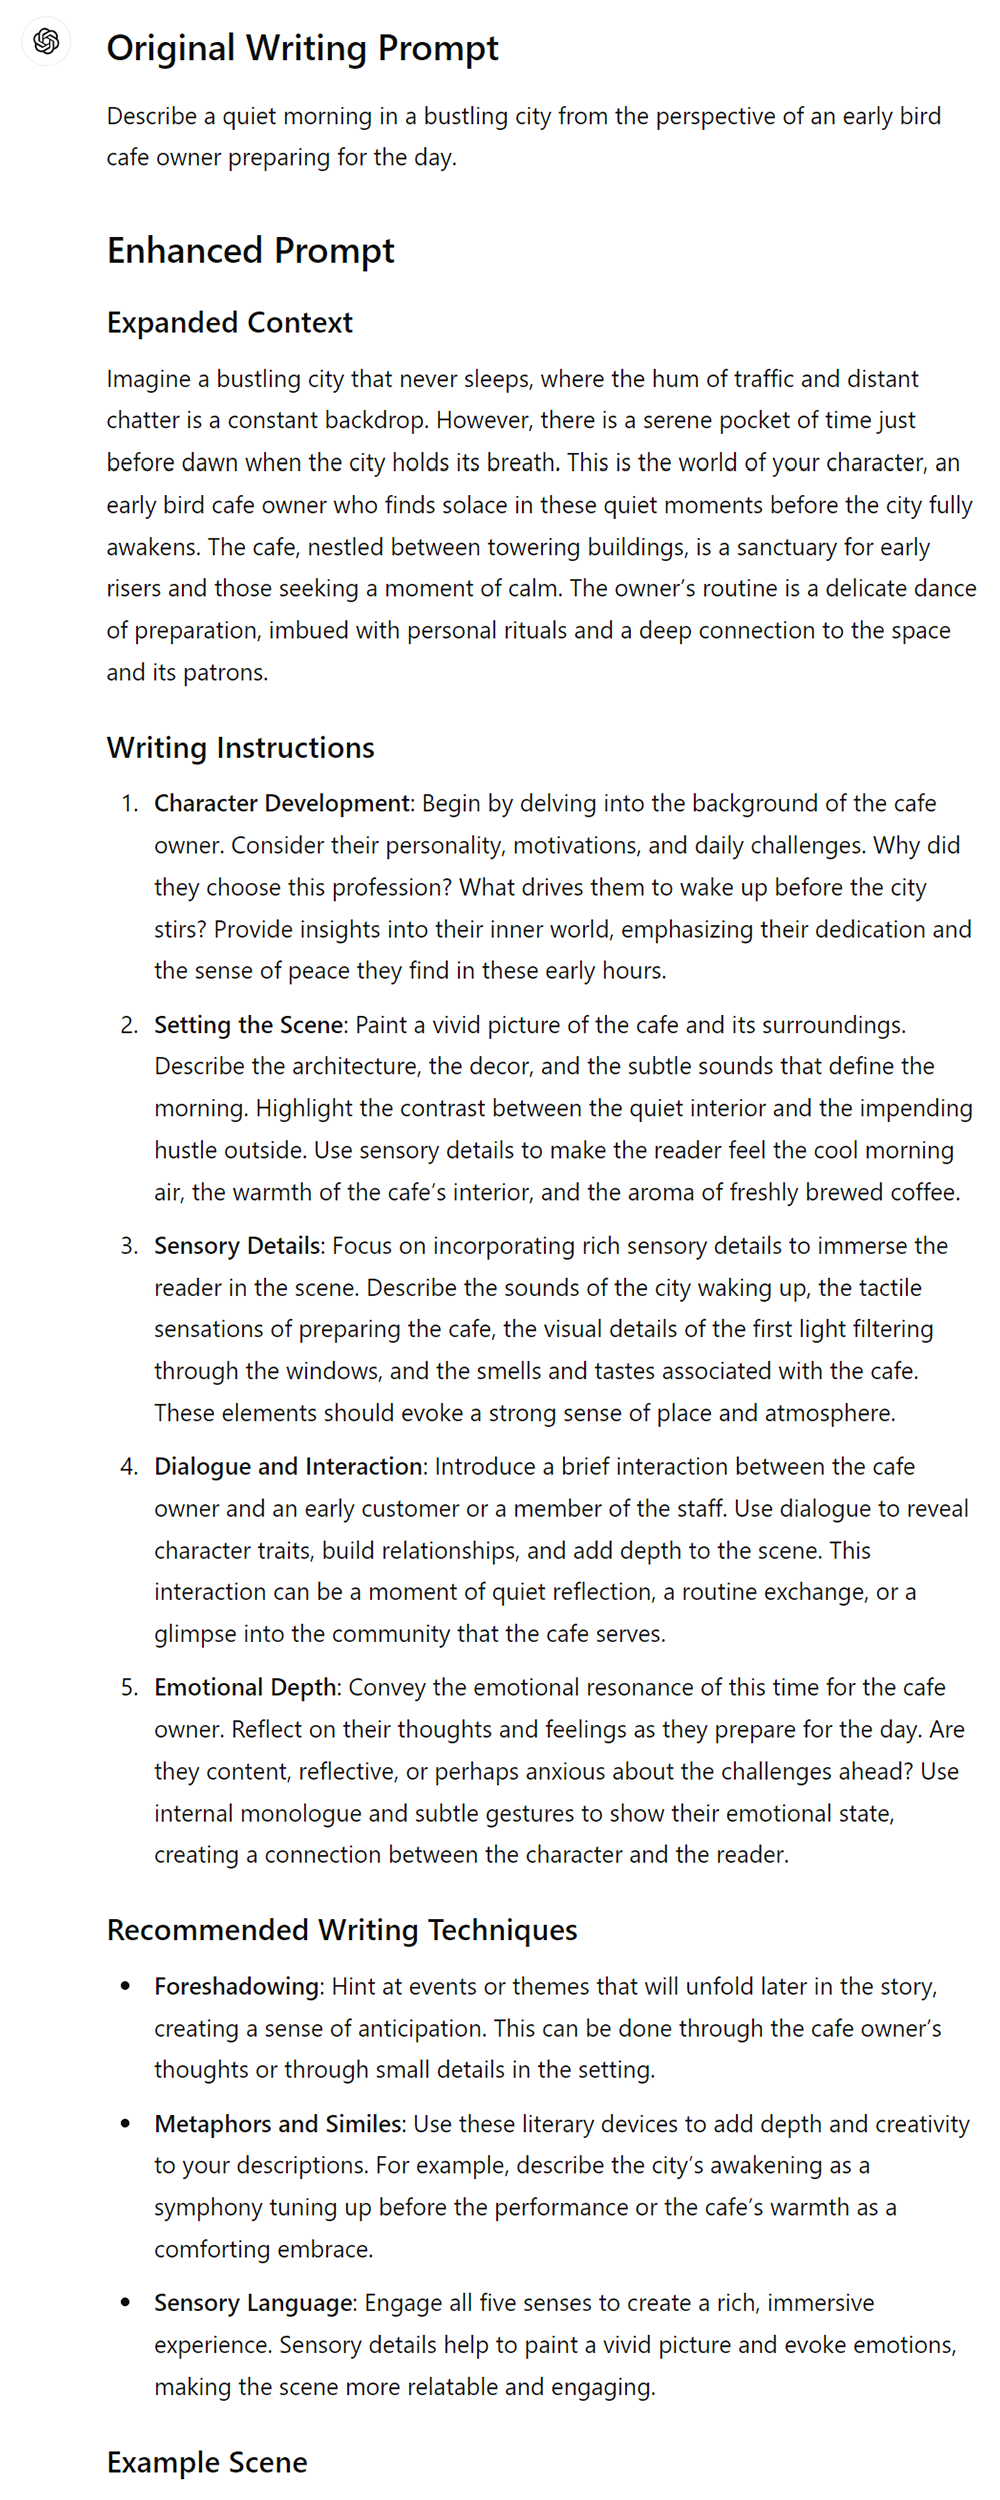 Original Writing Prompt
Describe a quiet morning in a bustling city from the perspective of an early bird
cafe owner preparing for the day.
Enhanced Prompt
Expanded Context
Imagine a bustling city that never sleeps, where the hum of traffic and distant
chatter is a constant backdrop. However, there is a serene pocket of time just
before dawn when the city holds its breath. This is the world of your character, an
early bird cafe owner who finds solace in these quiet moments before the city fully
awakens. The cafe, nestled between towering buildings, is a sanctuary for early
risers and those seeking a moment of calm. The owner’s routine is a delicate dance
of preparation, imbued with personal rituals and a deep connection to the space
and its patrons.
Writing Instructions
1. Character Development: Begin by delving into the background of the cafe
owner. Consider their personality, motivations, and daily challenges. Why did
they choose this profession? What drives them to wake up before the city
stirs? Provide insights into their inner world, emphasizing their dedication and
the sense of peace they find in these early hours.
2. Setting the Scene: Paint a vivid picture of the cafe and its surroundings.
Describe the architecture, the decor, and the subtle sounds that define the
morning. Highlight the contrast between the quiet interior and the impending
hustle outside. Use sensory details to make the reader feel the cool morning
air, the warmth of the cafe’s interior, and the aroma of freshly brewed coffee.
3. Sensory Details: Focus on incorporating rich sensory details to immerse the
reader in the scene. Describe the sounds of the city waking up, the tactile
sensations of preparing the cafe, the visual details of the first light filtering
through the windows, and the smells and tastes associated with the cafe.
These elements should evoke a strong sense of place and atmosphere.
4. Dialogue and Interaction: Introduce a brief interaction between the cafe
owner and an early customer or a member of the staff. Use dialogue to reveal
character traits, build relationships, and add depth to the scene. This
interaction can be a moment of quiet reflection, a routine exchange, or a
glimpse into the community that the cafe serves.
5. Emotional Depth: Convey the emotional resonance of this time for the cafe
owner. Reflect on their thoughts and feelings as they prepare for the day. Are
they content, reflective, or perhaps anxious about the challenges ahead? Use
internal monologue and subtle gestures to show their emotional state,
creating a connection between the character and the reader.
Recommended Writing Techniques
• Foreshadowing: Hint at events or themes that will unfold later in the story,
creating a sense of anticipation. This can be done through the cafe owner’s
thoughts or through small details in the setting.
• Metaphors and Similes: Use these literary devices to add depth and creativity
to your descriptions. For example, describe the city’s awakening as a
symphony tuning up before the performance or the cafe’s warmth as a
comforting embrace.
• Sensory Language: Engage all five senses to create a rich, immersive
experience. Sensory details help to paint a vivid picture and evoke emotions,
making the scene more relatable and engaging.
Example Scene